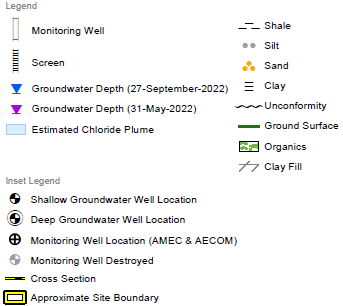 Legend
Monitoring Well
Screen
Groundwater Depth (27-September-2022)
Groundwater Depth (31-May-2022)
Estimated Chloride Plume
Shale
Silt
Sand
Clay
Unconformity
Ground Surface
Organics
Clay Fill
Inset Legend
Shallow Groundwater Well Location
Deep Groundwater Well Location
Monitoring Well Location (AMEC & AECOM)
Monitoring Well Destroyed
Cross Section
Approximate Site Boundary